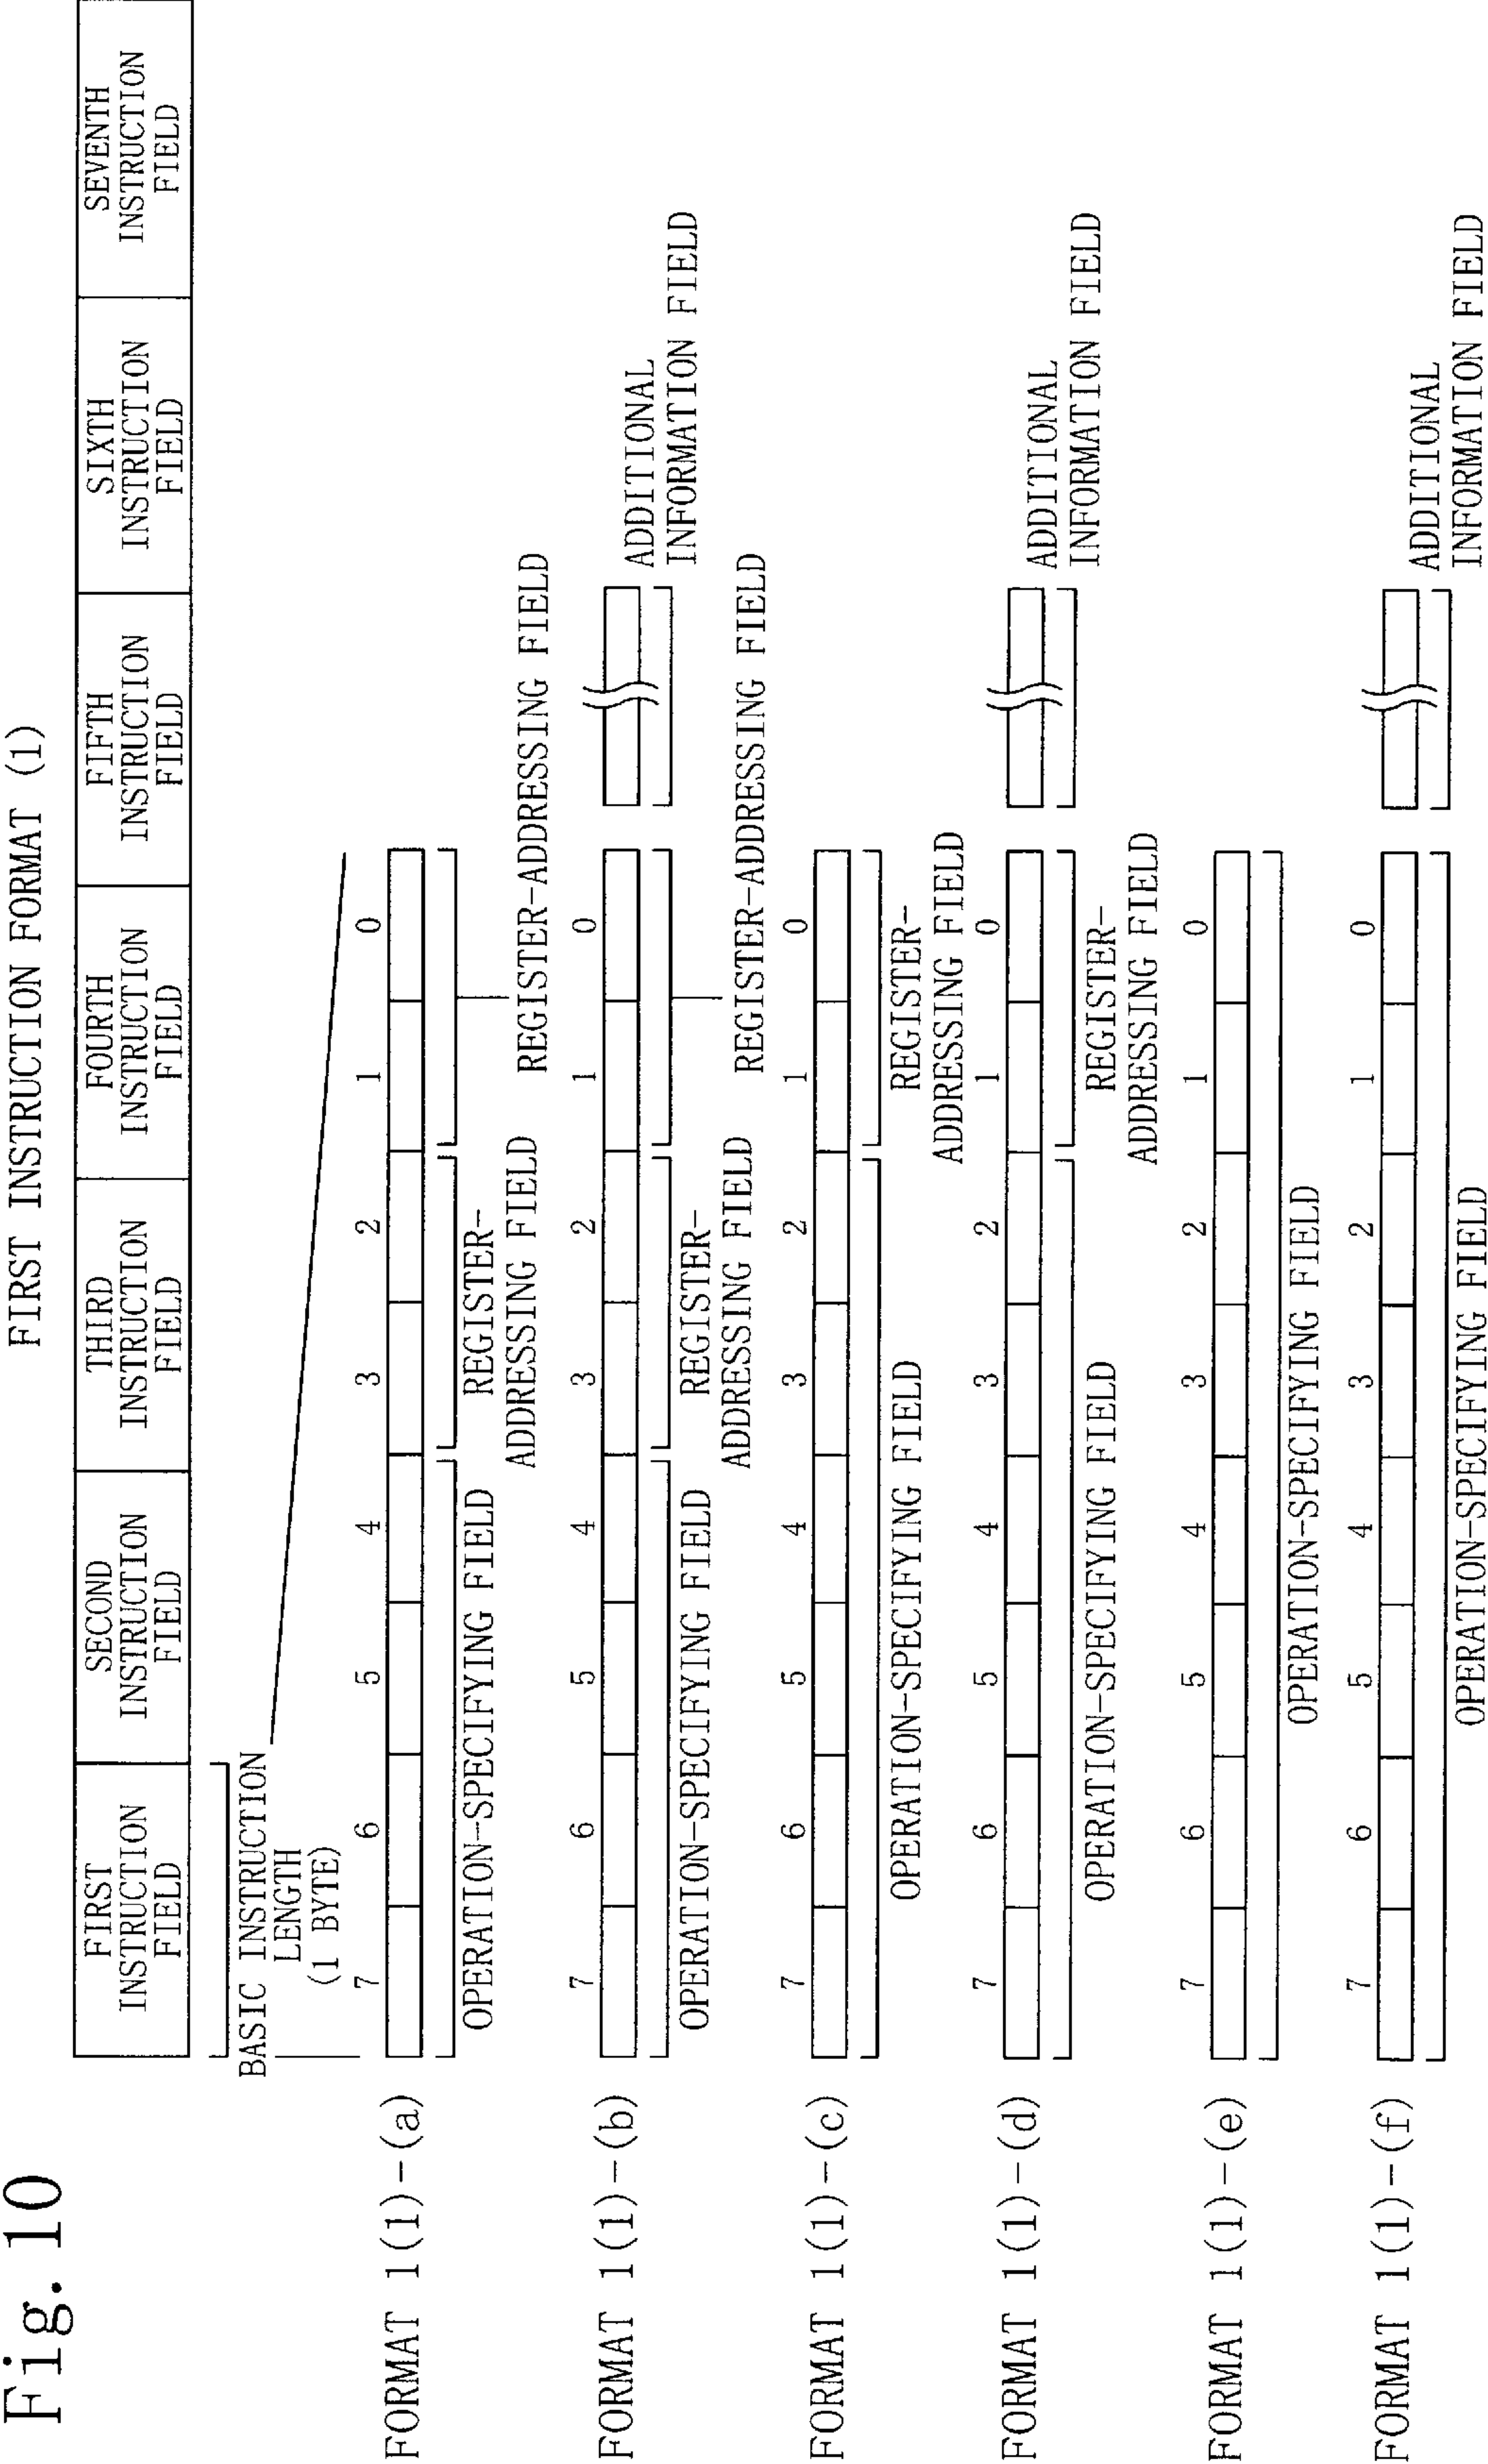 Fig. 10
FIRST INSTRUCTION FORMAT (1)
FIRST
INSTRUCTION
FIELD
SECOND
INSTRUCTION
FIELD
THIRD
INSTRUCTION
FIELD
FOURTH
INSTRUCTION
FIELD
FIFTH
INSTRUCTION
FIELD
SIXTH
INSTRUCTION
FIELD
SEVENTH
INSTRUCTION
FIELD
BASIC INSTRUCTION
LENGTH
(1 BYTE)
FORMAT 1(1)-(a)
7 6 5 4 3 2 1 0
OPERATION-SPECIFYING FIELD
REGISTER-
ADDRESSING FIELD
REGISTER-ADDRESSING FIELD
FORMAT 1(1)-(b)
7 6 5 4 3 2 1 0
OPERATION-SPECIFYING FIELD
REGISTER-
ADDRESSING FIELD
REGISTER-ADDRESSING FIELD
ADDITIONAL
INFORMATION FIELD
FORMAT 1(1)-(c)
7 6 5 4 3 2 1 0
OPERATION-SPECIFYING FIELD
REGISTER-
ADDRESSING FIELD
FORMAT 1(1)-(d)
7 6 5 4 3 2 1 0
OPERATION-SPECIFYING FIELD
REGISTER-
ADDRESSING FIELD
ADDITIONAL
INFORMATION FIELD
FORMAT 1(1)-(e)
7 6 5 4 3 2 1 0
OPERATION-SPECIFYING FIELD
FORMAT 1(1)-(f)
7 6 5 4 3 2 1 0
OPERATION-SPECIFYING FIELD
ADDITIONAL
INFORMATION FIELD